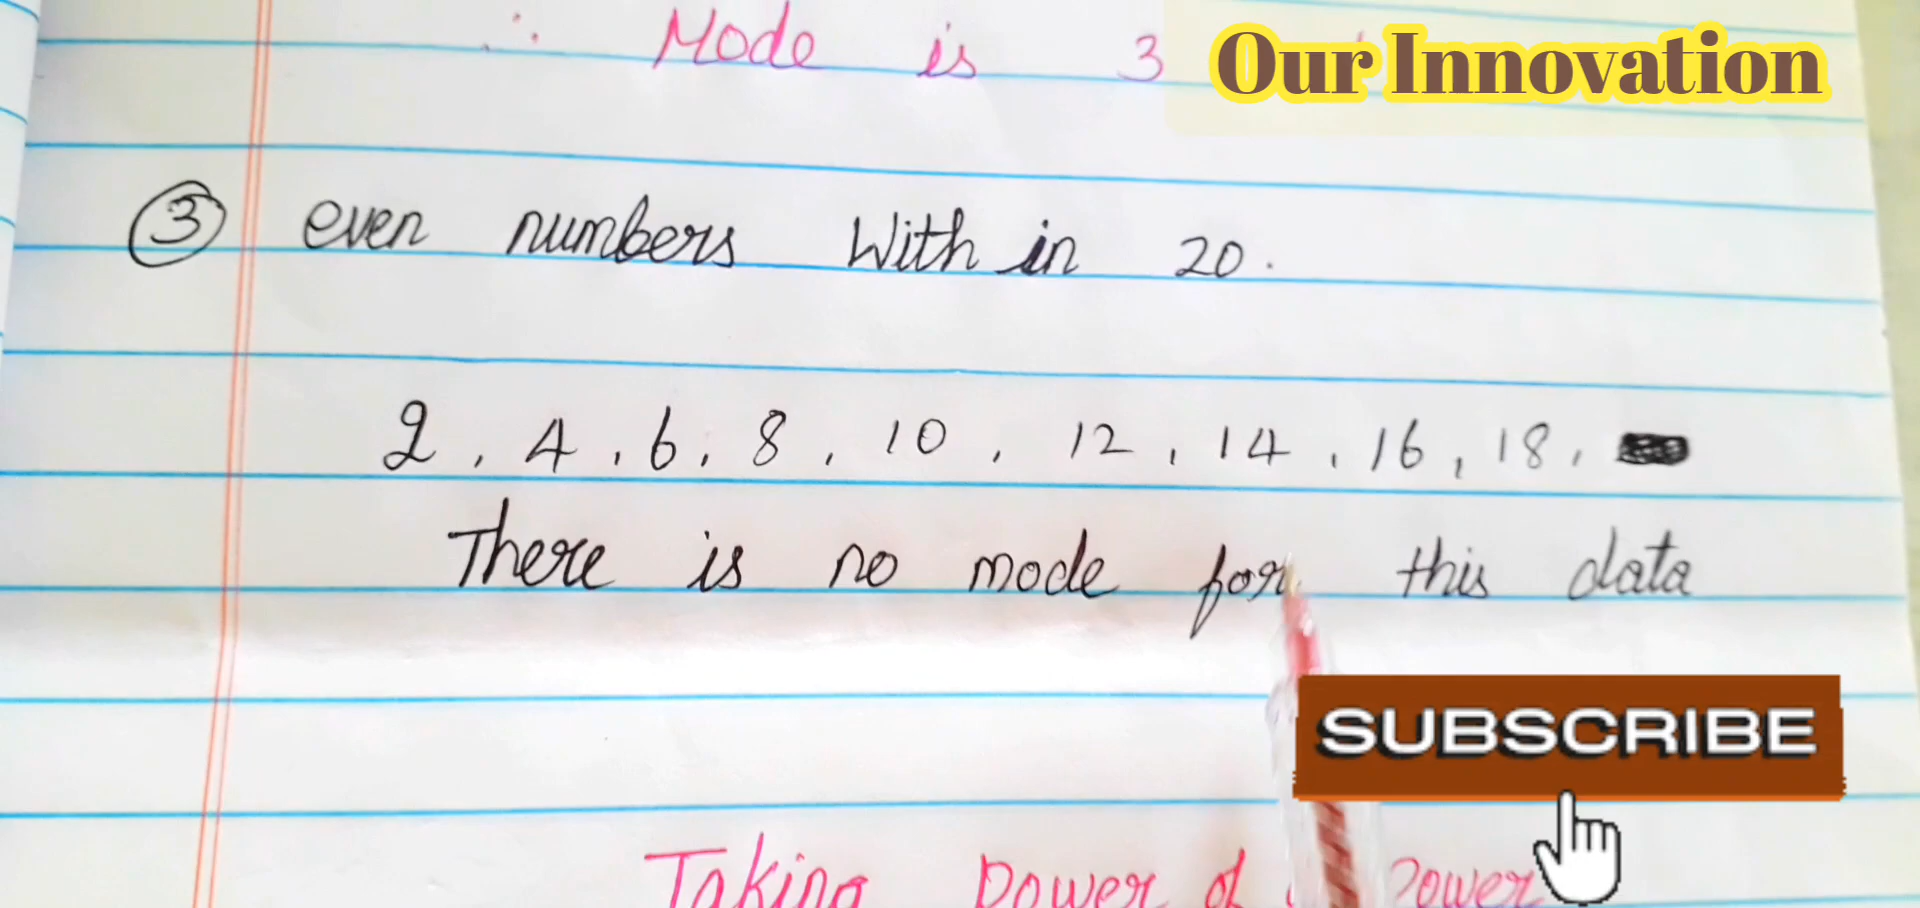 ∴ Mode is 3
Our Innovation
3 even numbers With in 20.
2, 4, 6, 8, 10, 12, 14, 16, 18,
There is no mode for this data
SUBSCRIBE
Taking Power of Power